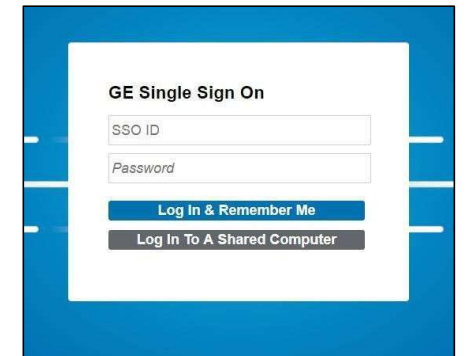 GE Single Sign On
SSO ID
Password
Log In & Remember Me
Log In To A Shared Computer